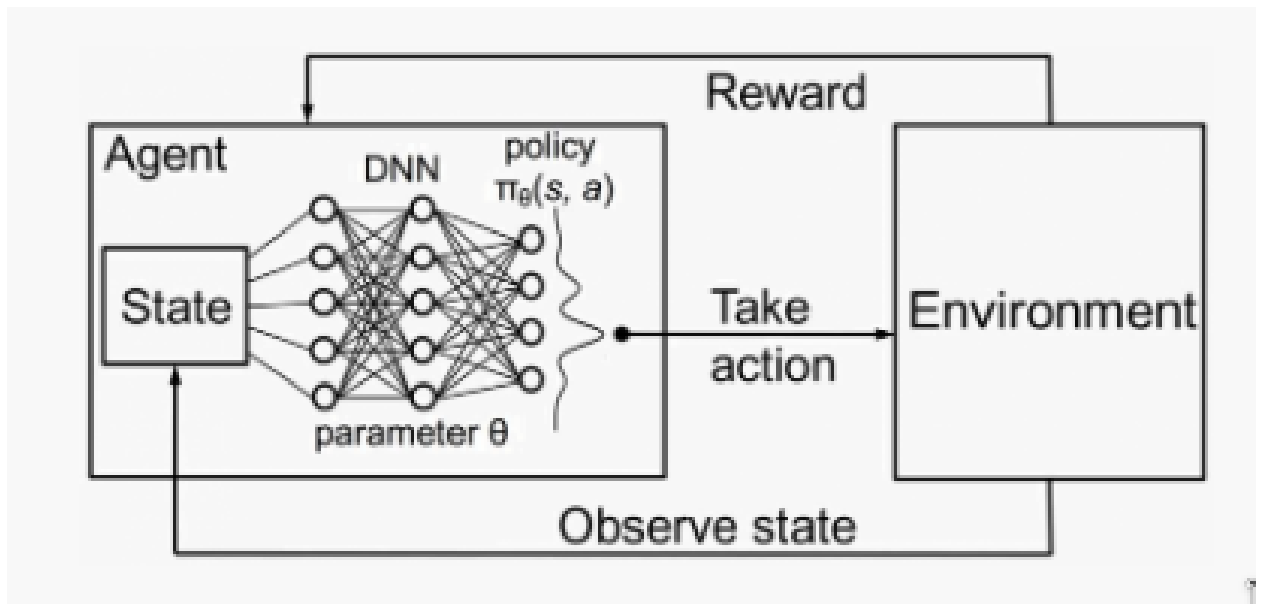 Reward
Agent
DNN
policy
πθ(s, a)
State
Take
action
Environment
parameter θ
Observe state